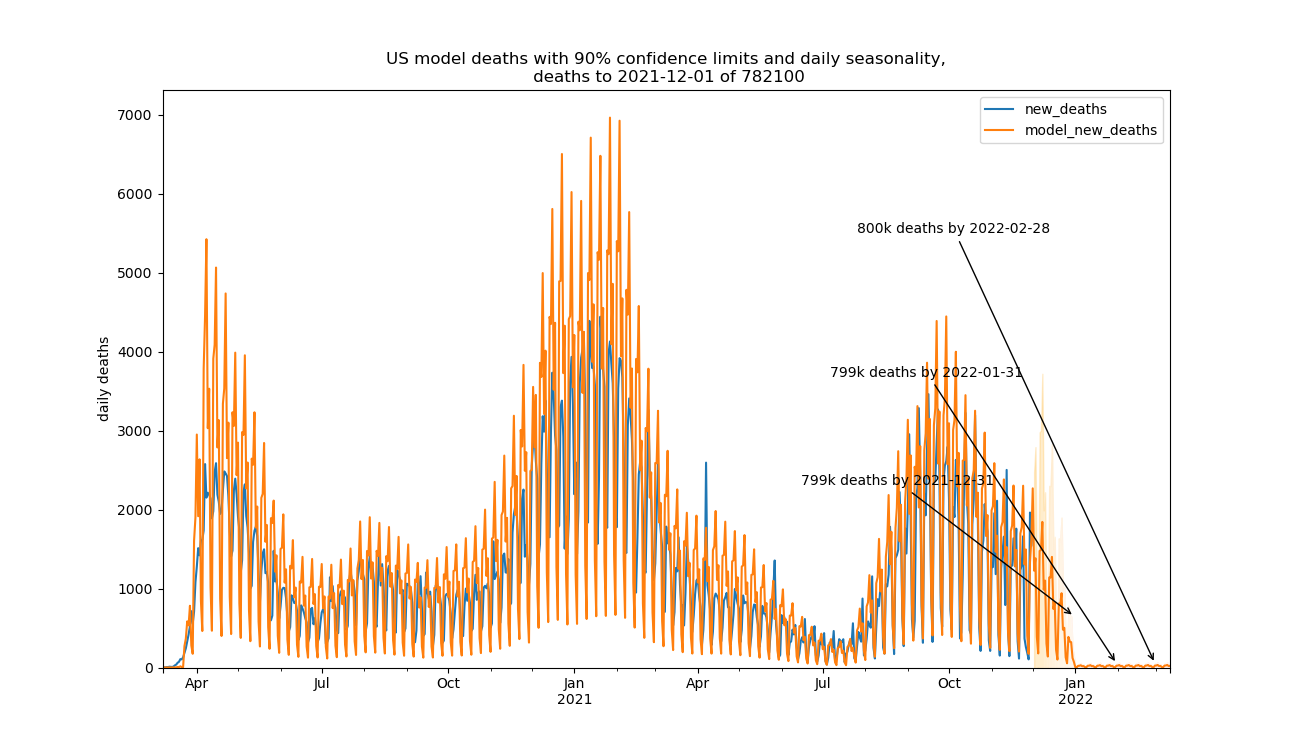 US model deaths with 90% confidence limits and daily seasonality,
deaths to 2021-12-01 of 782100
new_deaths
model_new_deaths
7000
6000
5000
4000
3000
2000
1000
0
daily deaths
800k deaths by 2022-02-28
799k deaths by 2022-01-31
799k deaths by 2021-12-31
Apr
Jul
Oct
Jan
2021
Apr
Jul
Oct
Jan
2022